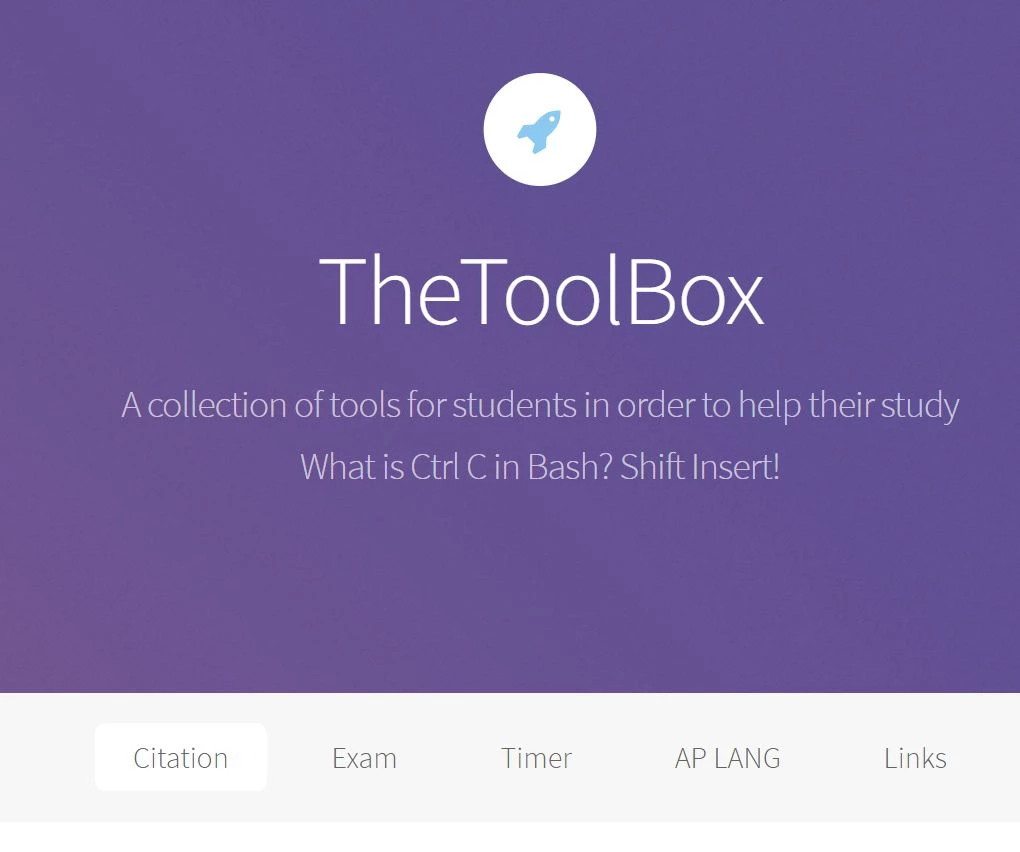 TheToolBox
A collection of tools for students in order to help their study
What is Ctrl C in Bash? Shift Insert!
Citation Exam Timer AP LANG Links